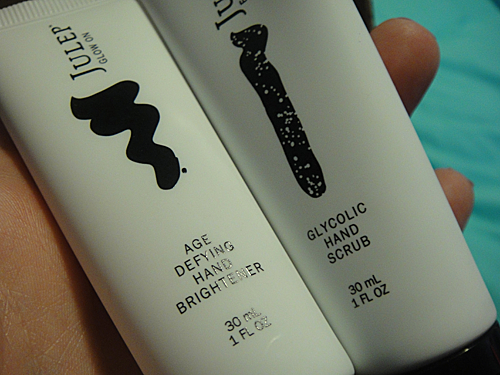 JULEP®
GLOW ON
AGE
DEFYING
HAND
BRIGHTENER
30 mL
1 FL OZ
GLYCOLIC
HAND
SCRUB
30 mL
1 FL OZ